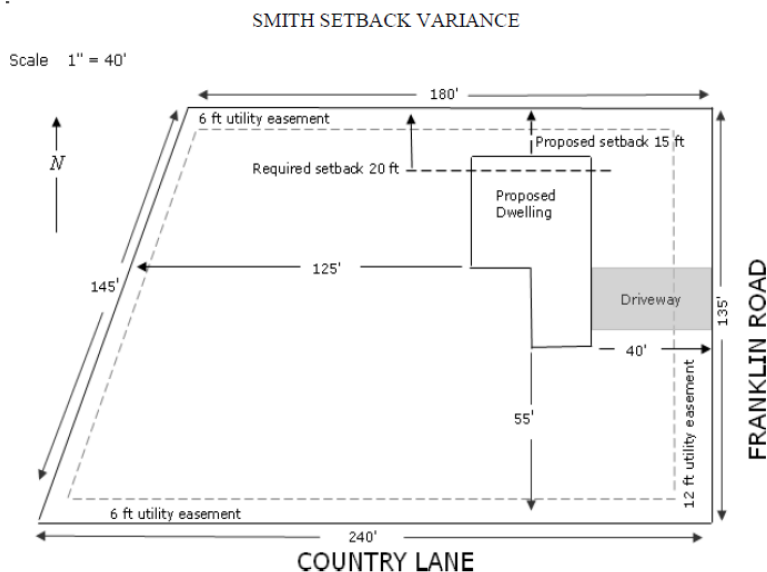 SMITH SETBACK VARIANCE
Scale 1" = 40'
180'
6 ft utility easement
Proposed setback 15 ft
N
Required setback 20 ft
Proposed
Dwelling
125'
145'
Driveway
135'
FRANKLIN ROAD
40'
55'
12 ft utility easement
6 ft utility easement
240'
COUNTRY LANE